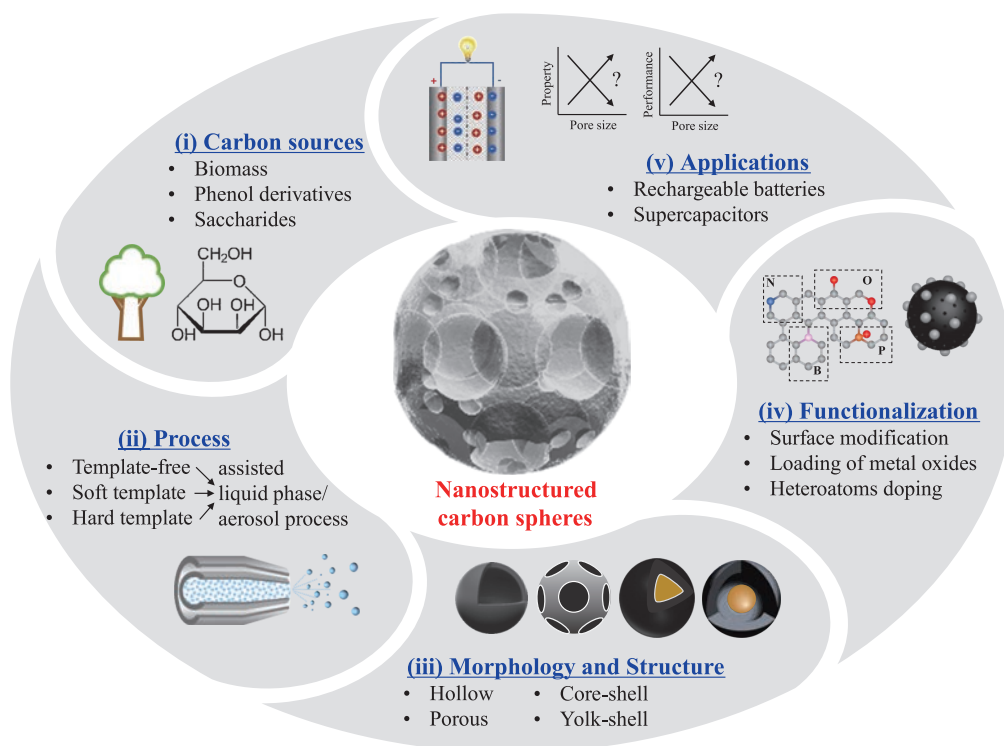 (i) Carbon sources
• Biomass
• Phenol derivatives
• Saccharides
CH₂OH
O
OH
OH OH
OH OH
+ -
Property
?
Pore size
Performance
?
Pore size
(v) Applications
• Rechargeable batteries
• Supercapacitors
N
O
B
P
(iv) Functionalization
• Surface modification
• Loading of metal oxides
• Heteroatoms doping
(ii) Process
• Template-free
• Soft template
• Hard template
assisted
liquid phase/
aerosol process
Nanostructured
carbon spheres
(iii) Morphology and Structure
• Hollow
• Porous
• Core-shell
• Yolk-shell